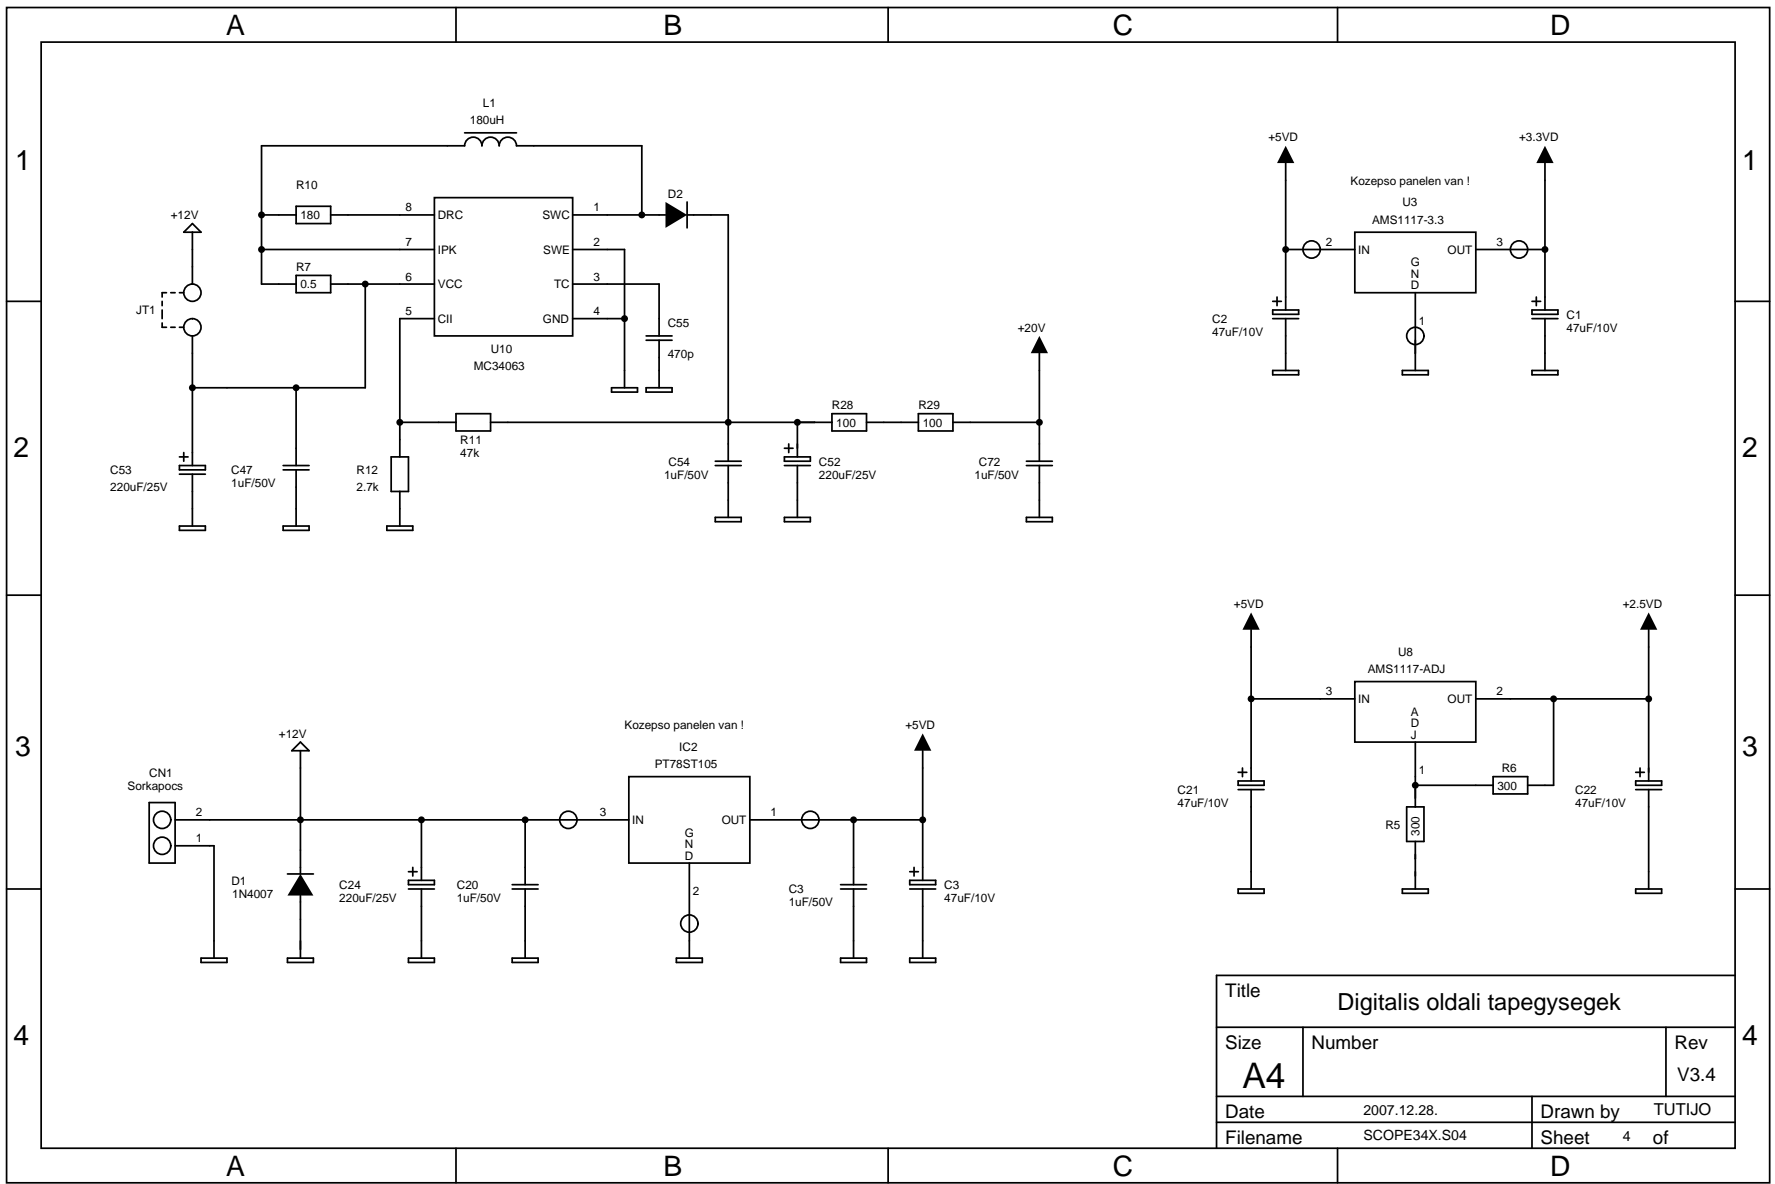 A
B
C
D
1
1
L1
180uH
R10
180
+12V
R7
0.5
JT1
8
DRC
7
IPK
6
VCC
5
CII
SWC
1
SWE
2
TC
3
GND
4
U10
MC34063
D2
C55
470p
+20V
2
2
C53
220uF/25V
C47
1uF/50V
R12
2.7k
R11
47k
C54
1uF/50V
C52
220uF/25V
R28
100
R29
100
C72
1uF/50V
+5VD
+3.3VD
Kozepso panelen van !
U3
AMS1117-3.3
2
IN
OUT
3
GND
1
C2
47uF/10V
C1
47uF/10V
3
3
CN1
Sorkapocs
2
1
+12V
D1
1N4007
C24
220uF/25V
C20
1uF/50V
Kozepso panelen van !
IC2
PT78ST105
3
IN
OUT
1
GND
2
C3
1uF/50V
+5VD
C3
47uF/10V
+5VD
+2.5VD
U8
AMS1117-ADJ
3
IN
OUT
2
ADJ
1
C21
47uF/10V
R6
300
R5
300
C22
47uF/10V
4
4
Title
Digitalis oldali tapegysegek
Size
A4
Number
Rev
V3.4
Date 2007.12.28.
Drawn by TUTIJO
Filename SCOPE34X.S04
Sheet 4 of
A
B
C
D